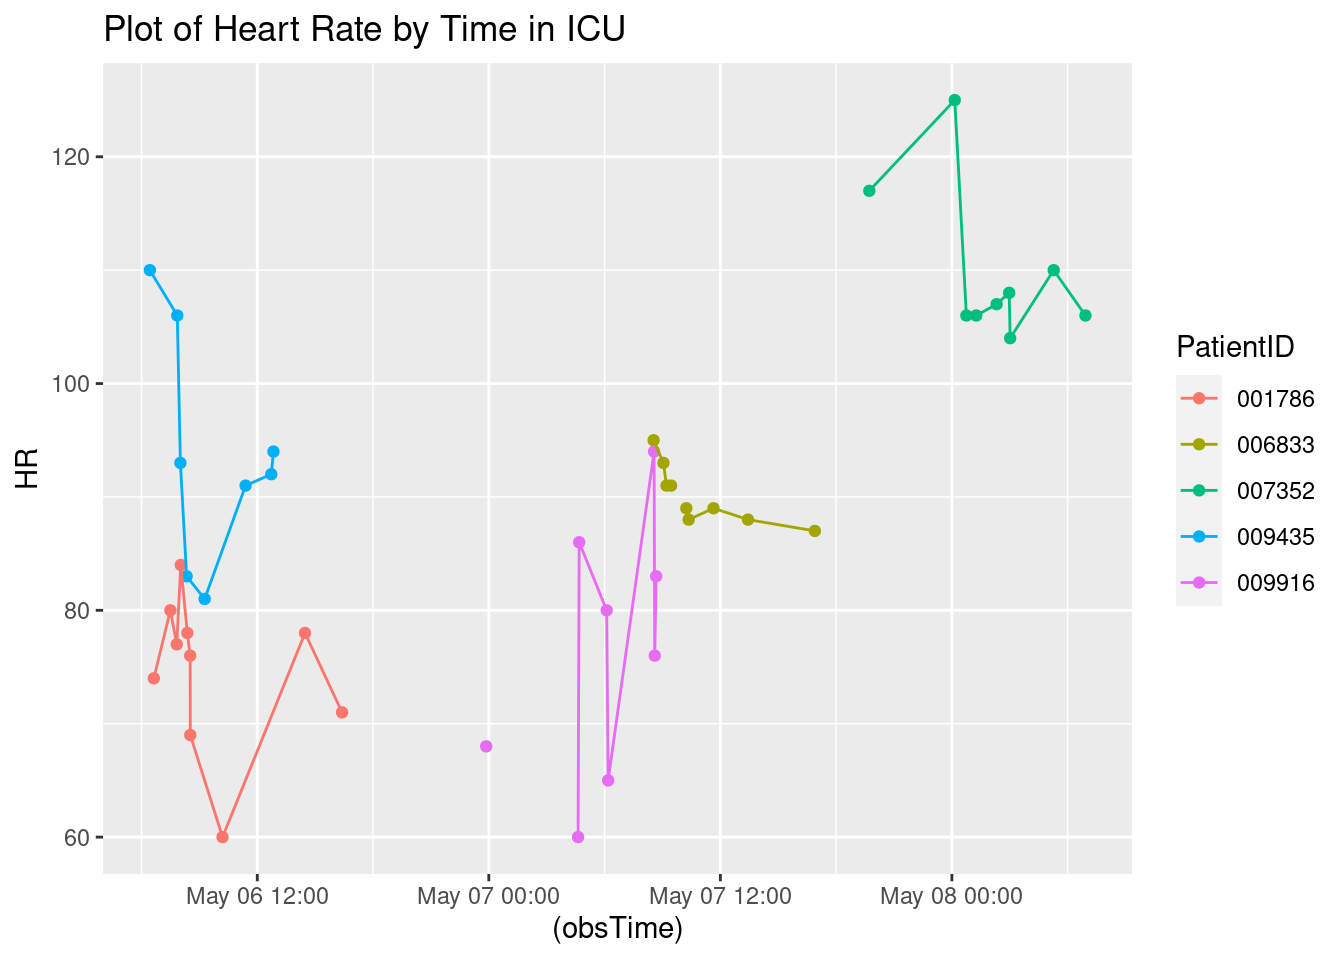 Plot of Heart Rate by Time in ICU
120
100
80
60
HR
May 06 12:00
May 07 00:00
May 07 12:00
May 08 00:00
(obsTime)
PatientID
001786
006833
007352
009435
009916